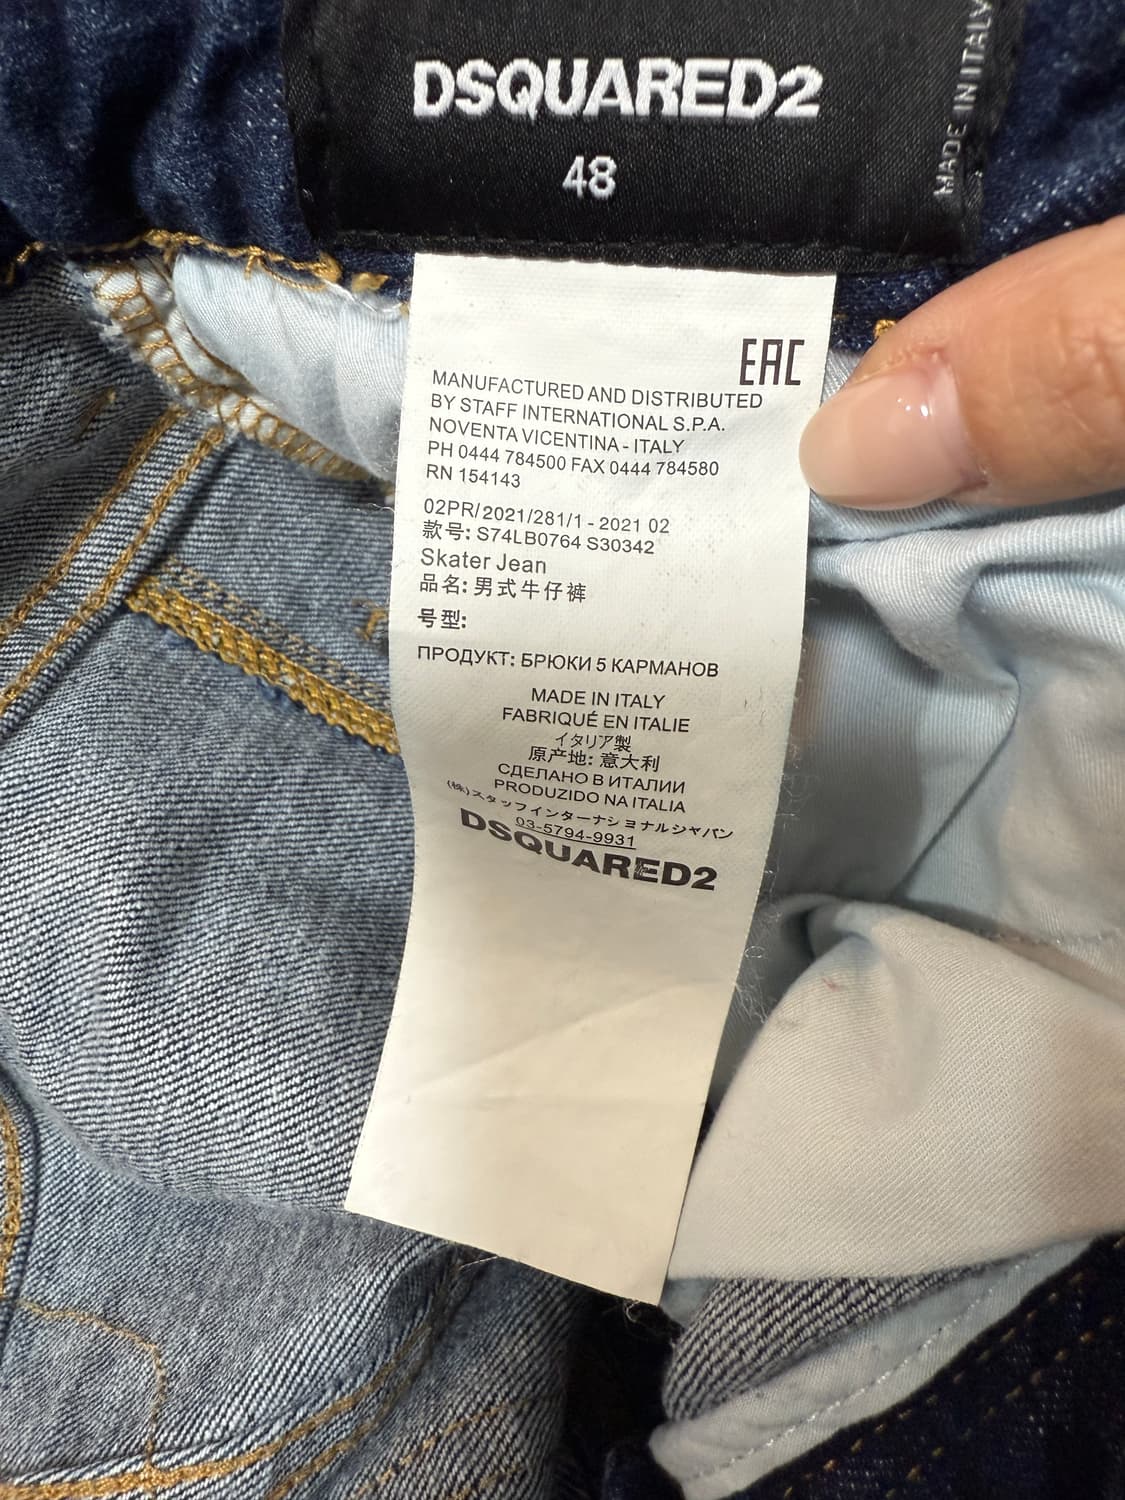 DSQUARED2
48
MADE IN ITALY
EAC
MANUFACTURED AND DISTRIBUTED
BY STAFF INTERNATIONAL S.P.A.
NOVENTA VICENTINA - ITALY
PH 0444 784500 FAX 0444 784580
RN 154143
02PR/2021/281/1 - 2021 02
款号: S74LB0764 S30342
Skater Jean
品名: 男式牛仔裤
号型:
ПРОДУКТ: БРЮКИ 5 КАРМАНОВ
MADE IN ITALY
FABRIQUÉ EN ITALIE
イタリア製
原产地: 意大利
СДЕЛАНО В ИТАЛИИ
PRODUZIDO NA ITALIA
(株)スタッフインターナショナルジャパン
03-5794-9931
DSQUARED2